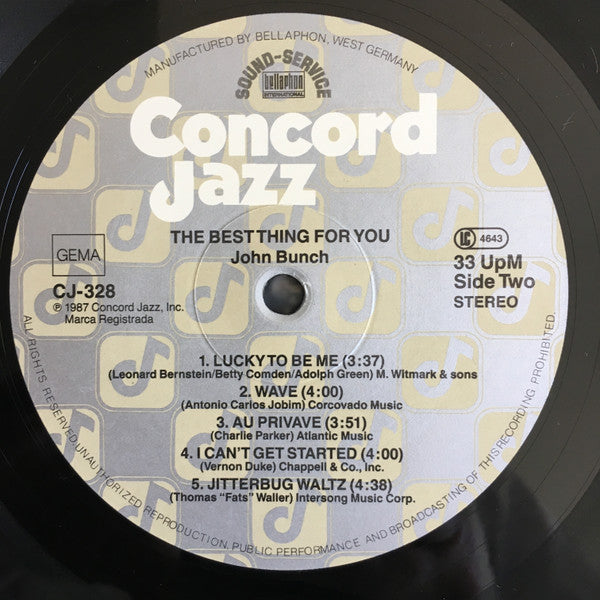 MANUFACTURED BY BELLAPHON, WEST GERMANY
SOUND-SERVICE
bellaphon
INTERNATIONAL
Concord
Jazz
THE BEST THING FOR YOU
John Bunch
GEMA
CJ-328
℗ 1987 Concord Jazz, Inc.
Marca Registrada
LC 4643
33 UpM
Side Two
STEREO
1. LUCKY TO BE ME (3:37)
(Leonard Bernstein/Betty Comden/Adolph Green) M. Witmark & sons
2. WAVE (4:00)
(Antonio Carlos Jobim) Corcovado Music
3. AU PRIVAVE (3:51)
(Charlie Parker) Atlantic Music
4. I CAN'T GET STARTED (4:00)
(Vernon Duke) Chappell & Co., Inc.
5. JITTERBUG WALTZ (4:38)
(Thomas "Fats" Waller) Intersong Music Corp.
ALL RIGHTS RESERVED. UNAUTHORIZED REPRODUCTION, PUBLIC PERFORMANCE AND BROADCASTING OF THIS RECORDING PROHIBITED.